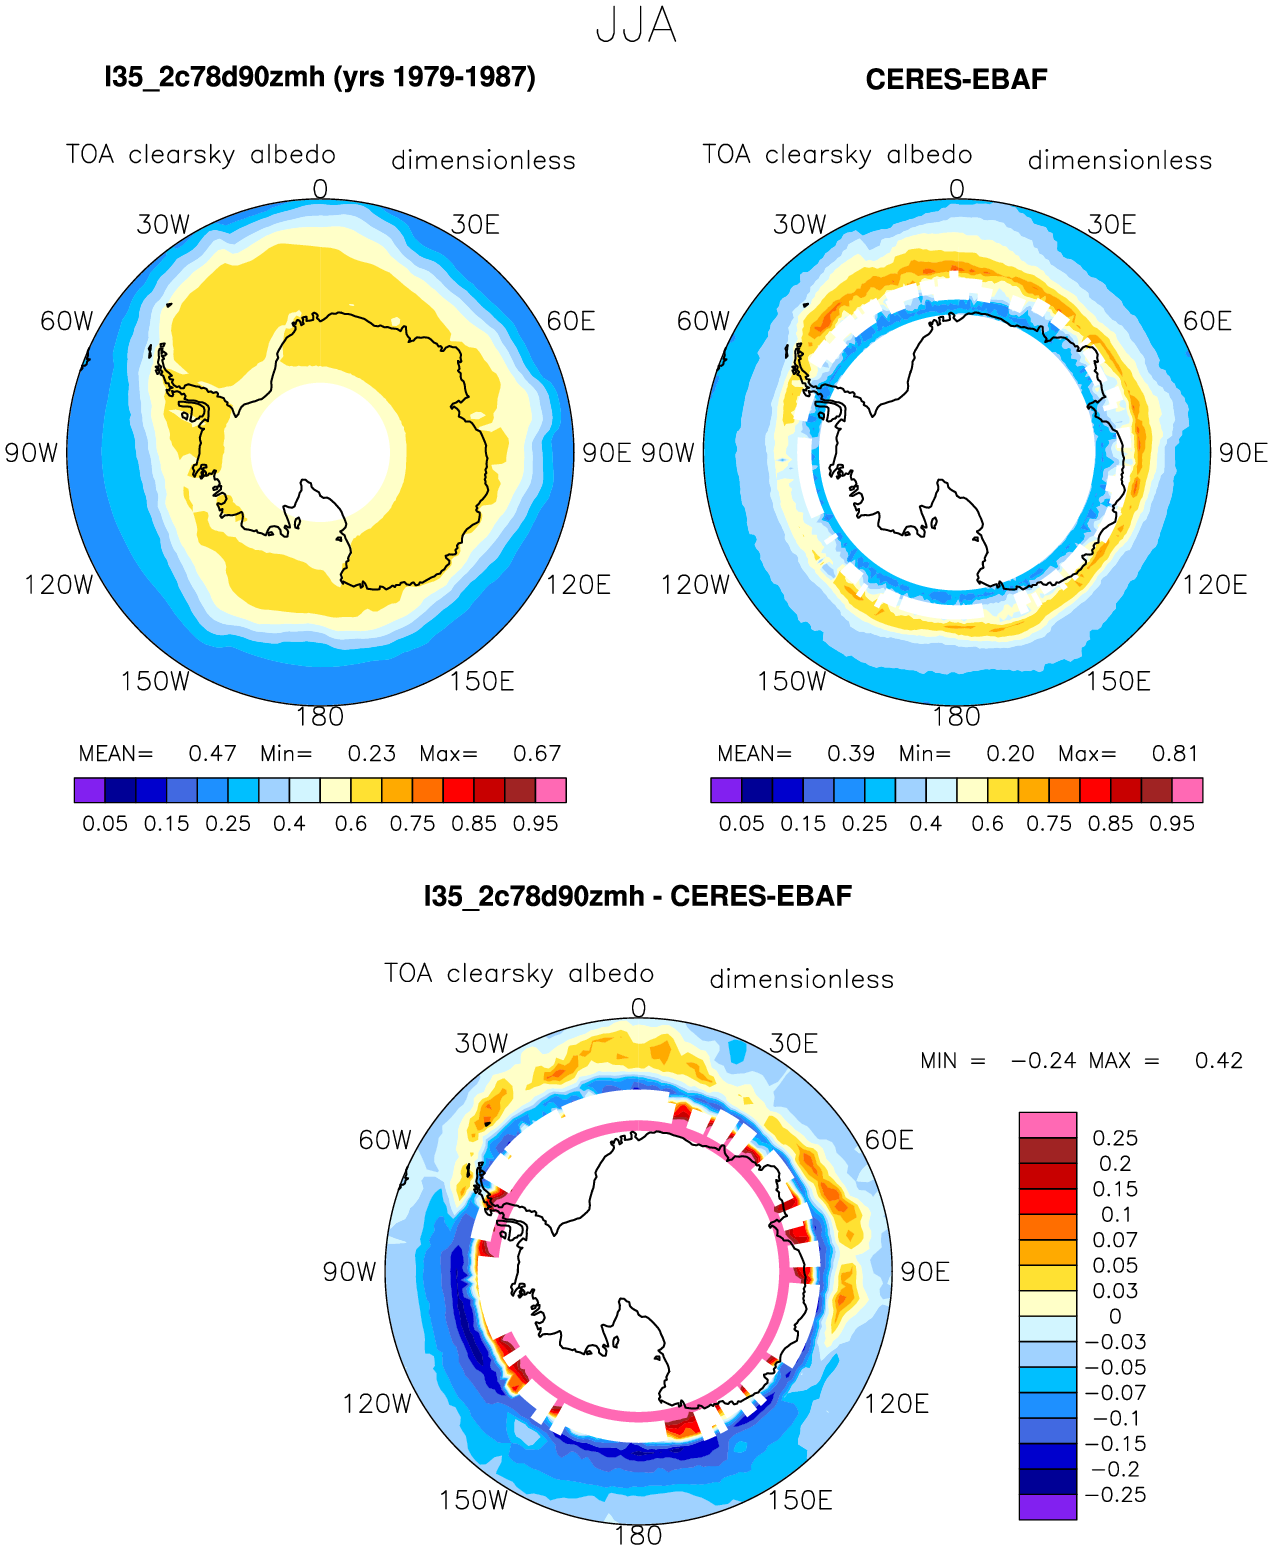 JJA
I35_2c78d90zmh (yrs 1979-1987)
TOA clearsky albedo dimensionless
0
30W 30E
60W 60E
90W 90E
120W 120E
150W 150E
180
MEAN= 0.47 Min= 0.23 Max= 0.67
0.05 0.15 0.25 0.4 0.6 0.75 0.85 0.95
CERES-EBAF
TOA clearsky albedo dimensionless
0
30W 30E
60W 60E
90W 90E
120W 120E
150W 150E
180
MEAN= 0.39 Min= 0.20 Max= 0.81
0.05 0.15 0.25 0.4 0.6 0.75 0.85 0.95
I35_2c78d90zmh - CERES-EBAF
TOA clearsky albedo dimensionless
0
30W 30E
60W 60E
90W 90E
120W 120E
150W 150E
180
MIN = −0.24 MAX = 0.42
0.25
0.2
0.15
0.1
0.07
0.05
0.03
0
−0.03
−0.05
−0.07
−0.1
−0.15
−0.2
−0.25